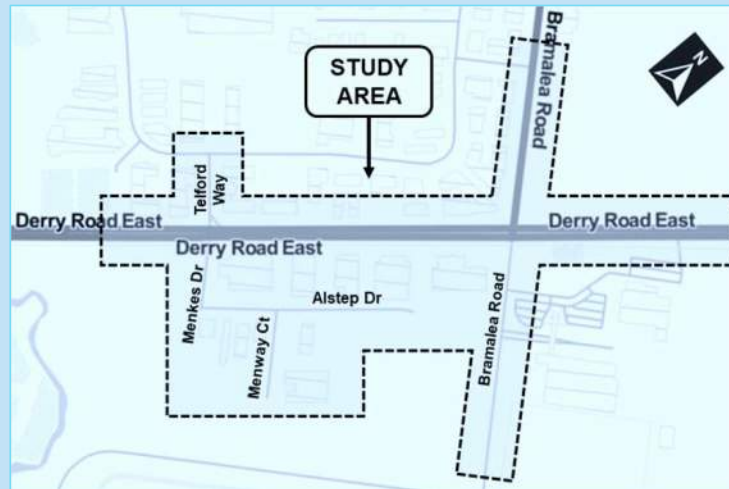 Bramalea Road
N
STUDY
AREA
Telford
Way
Derry Road East
Derry Road East
Derry Road East
Menkes Dr
Alstep Dr
Menway Ct
Bramalea Road